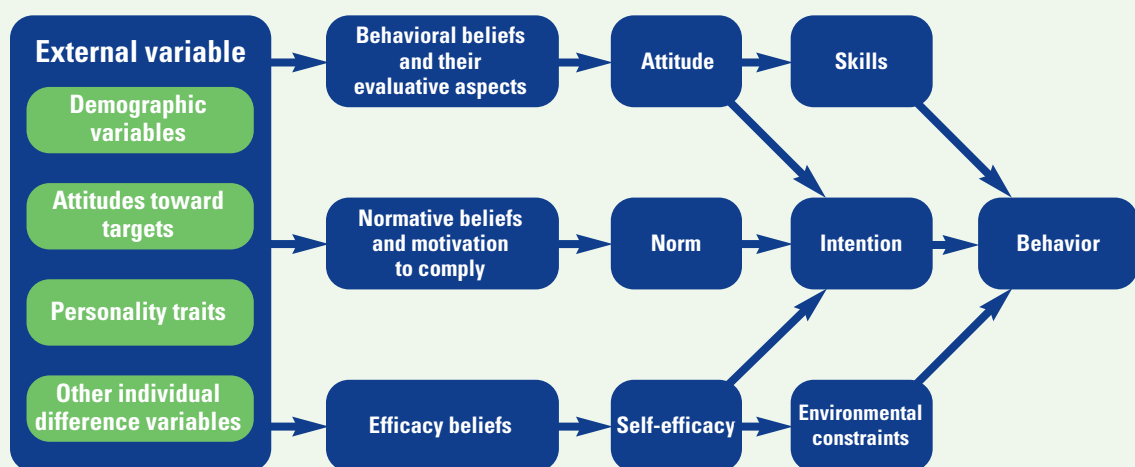 External variable
Demographic
variables
Attitudes toward
targets
Personality traits
Other individual
difference variables
Behavioral beliefs
and their
evaluative aspects
Attitude
Skills
Normative beliefs
and motivation
to comply
Norm
Intention
Behavior
Efficacy beliefs
Self-efficacy
Environmental
constraints